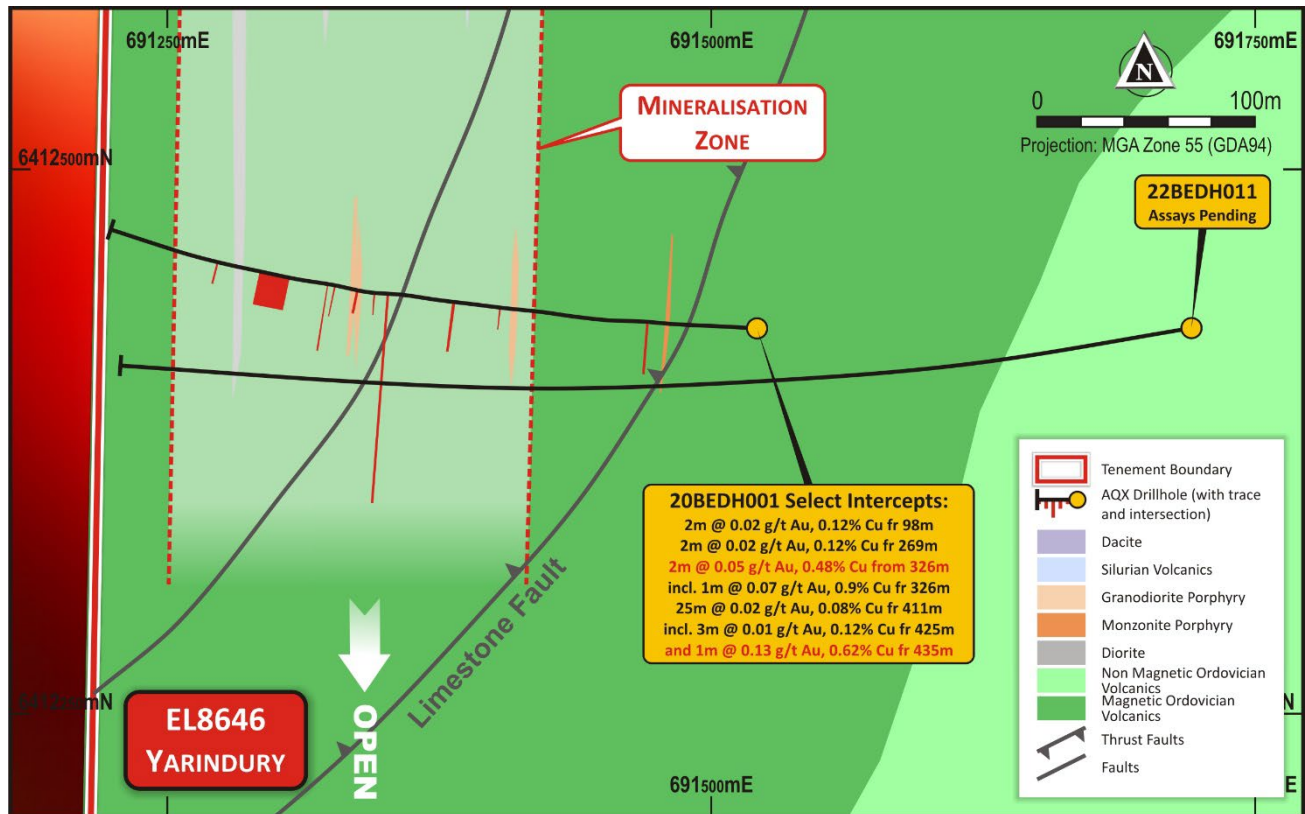 691250mE
691500mE
691750mE
N
0
100m
Projection: MGA Zone 55 (GDA94)
MINERALISATION
ZONE
6412500mN
22BEDH011
Assays Pending
20BEDH001 Select Intercepts:
2m @ 0.02 g/t Au, 0.12% Cu fr 98m
2m @ 0.02 g/t Au, 0.12% Cu fr 269m
2m @ 0.05 g/t Au, 0.48% Cu from 326m
incl. 1m @ 0.07 g/t Au, 0.9% Cu fr 326m
25m @ 0.02 g/t Au, 0.08% Cu fr 411m
incl. 3m @ 0.01 g/t Au, 0.12% Cu fr 425m
and 1m @ 0.13 g/t Au, 0.62% Cu fr 435m
Tenement Boundary
AQX Drillhole (with trace
and intersection)
Dacite
Silurian Volcanics
Granodiorite Porphyry
Monzonite Porphyry
Diorite
Non Magnetic Ordovician
Volcanics
Magnetic Ordovician
Volcanics
Thrust Faults
Faults
Limestone Fault
OPEN
EL8646
YARINDURY
N
691500mE
E